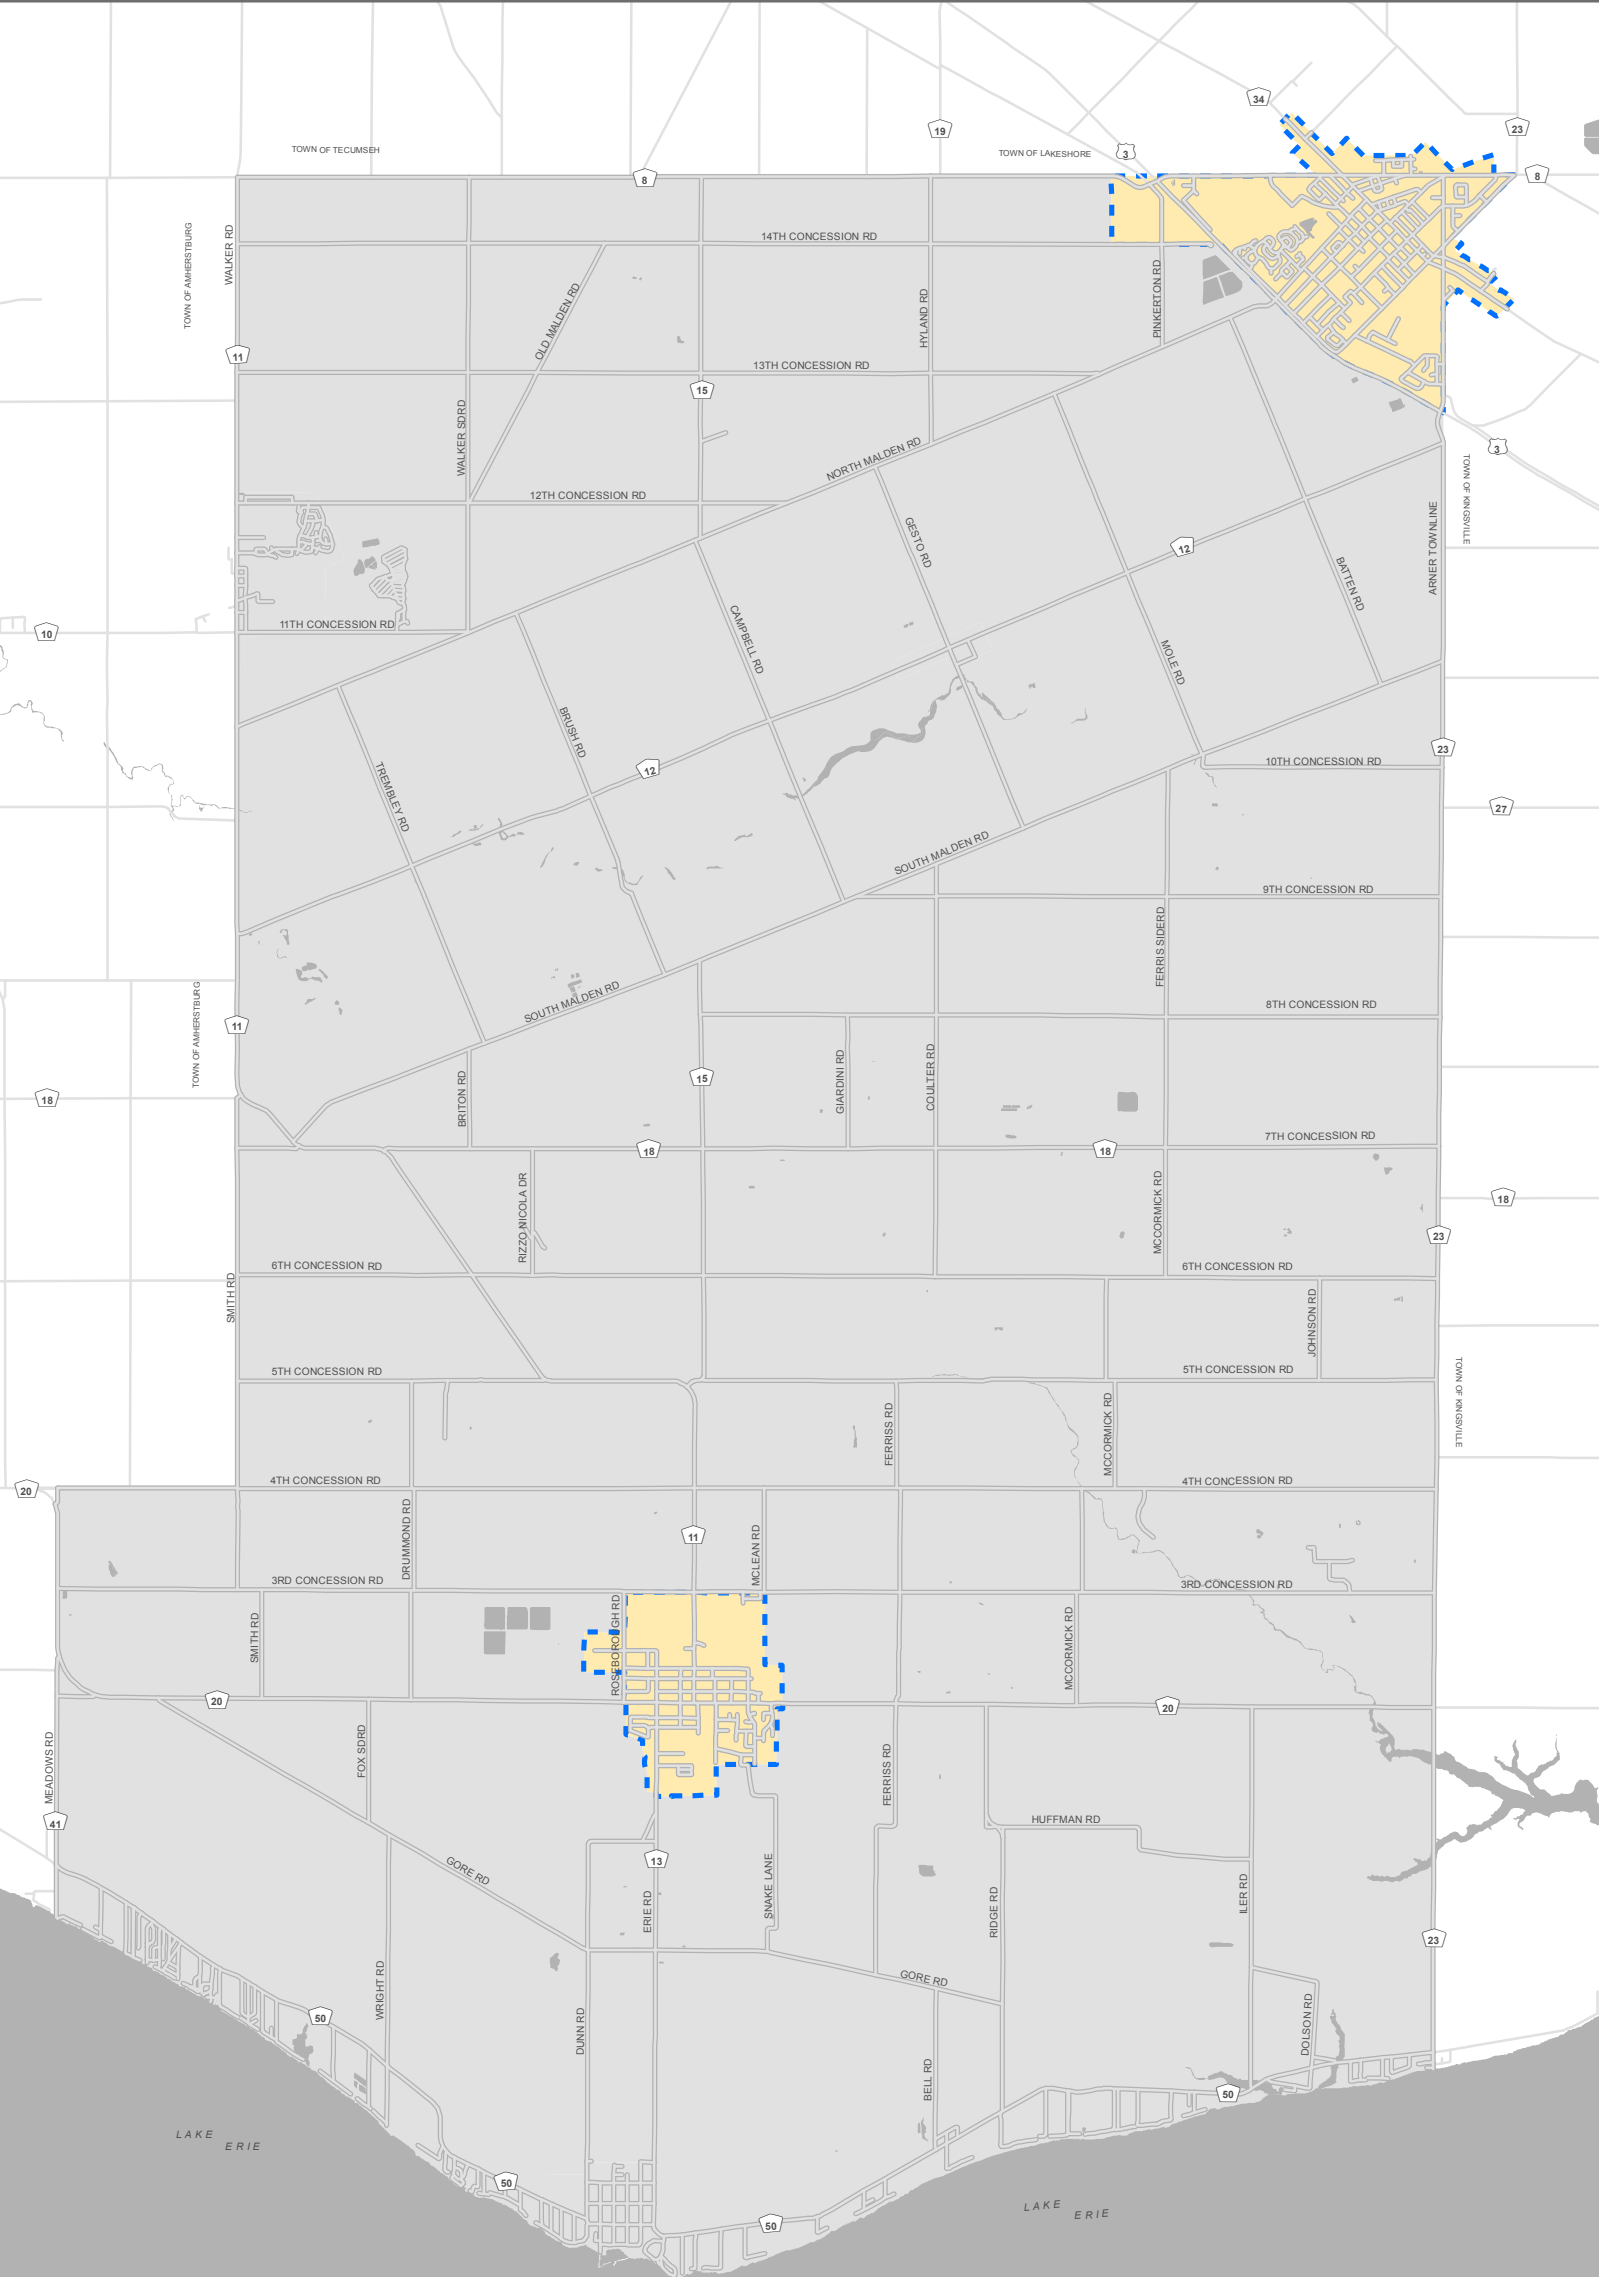 34
23
19
3
TOWN OF TECUMSEH
TOWN OF LAKESHORE
8
8
14TH CONCESSION RD
WALKER RD
TOWN OF AMHERSTBURG
OLD MALDEN RD
HYLAND RD
PINKERTON RD
11
13TH CONCESSION RD
15
WALKER SDRD
NORTH MALDEN RD
3
TOWN OF KINGSVILLE
12TH CONCESSION RD
GESTO RD
12
ARNER TOWNLINE
BATTEN RD
11TH CONCESSION RD
10
CAMPBELL RD
MOLE RD
BRUSH RD
12
23
TREMBLEY RD
10TH CONCESSION RD
27
SOUTH MALDEN RD
9TH CONCESSION RD
FERRIS SIDERD
SOUTH MALDEN RD
8TH CONCESSION RD
11
TOWN OF AMHERSTBURG
18
BRITON RD
15
GIARDINI RD
COULTER RD
7TH CONCESSION RD
18
18
RIZZO NICOLA DR
MCCORMICK RD
18
23
6TH CONCESSION RD
6TH CONCESSION RD
SMITH RD
JOHNSON RD
5TH CONCESSION RD
5TH CONCESSION RD
TOWN OF KINGSVILLE
FERRISS RD
MCCORMICK RD
4TH CONCESSION RD
4TH CONCESSION RD
20
DRUMMOND RD
11
MCLEAN RD
3RD CONCESSION RD
3RD CONCESSION RD
SMITH RD
ROSEBOROUGH RD
MCCORMICK RD
20
20
MEADOWS RD
FOX SDRD
FERRISS RD
41
HUFFMAN RD
13
GORE RD
ERIE RD
SNAKE LANE
RIDGE RD
ILER RD
23
GORE RD
WRIGHT RD
50
DUNN RD
DOLSON RD
BELL RD
50
LAKE
ERIE
50
LAKE
ERIE
50